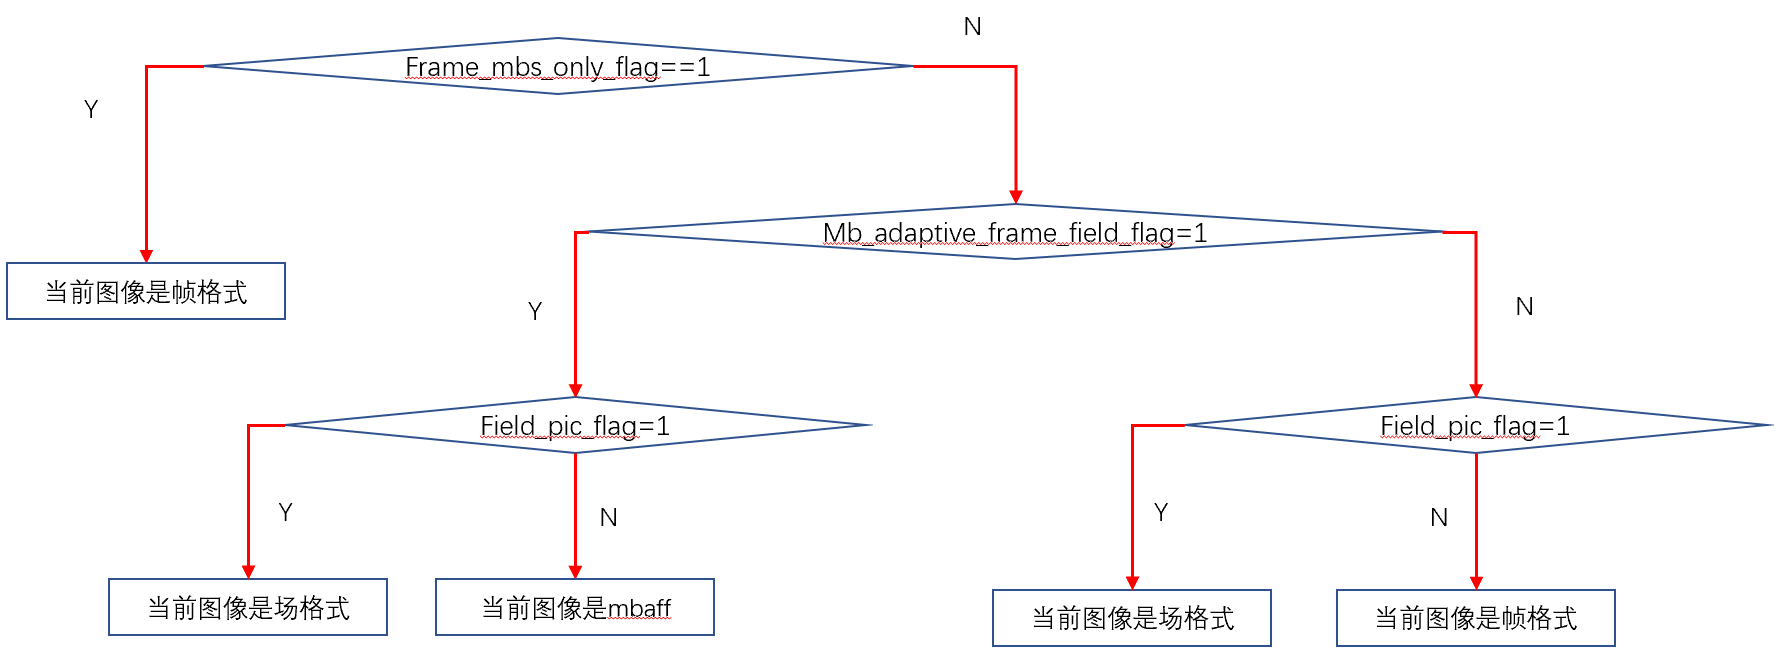 N
Frame_mbs_only_flag==1
Y
Mb_adaptive_frame_field_flag=1
当前图像是帧格式
Y
N
Field_pic_flag=1
Field_pic_flag=1
Y
N
Y
N
当前图像是场格式
当前图像是mbaff
当前图像是场格式
当前图像是帧格式